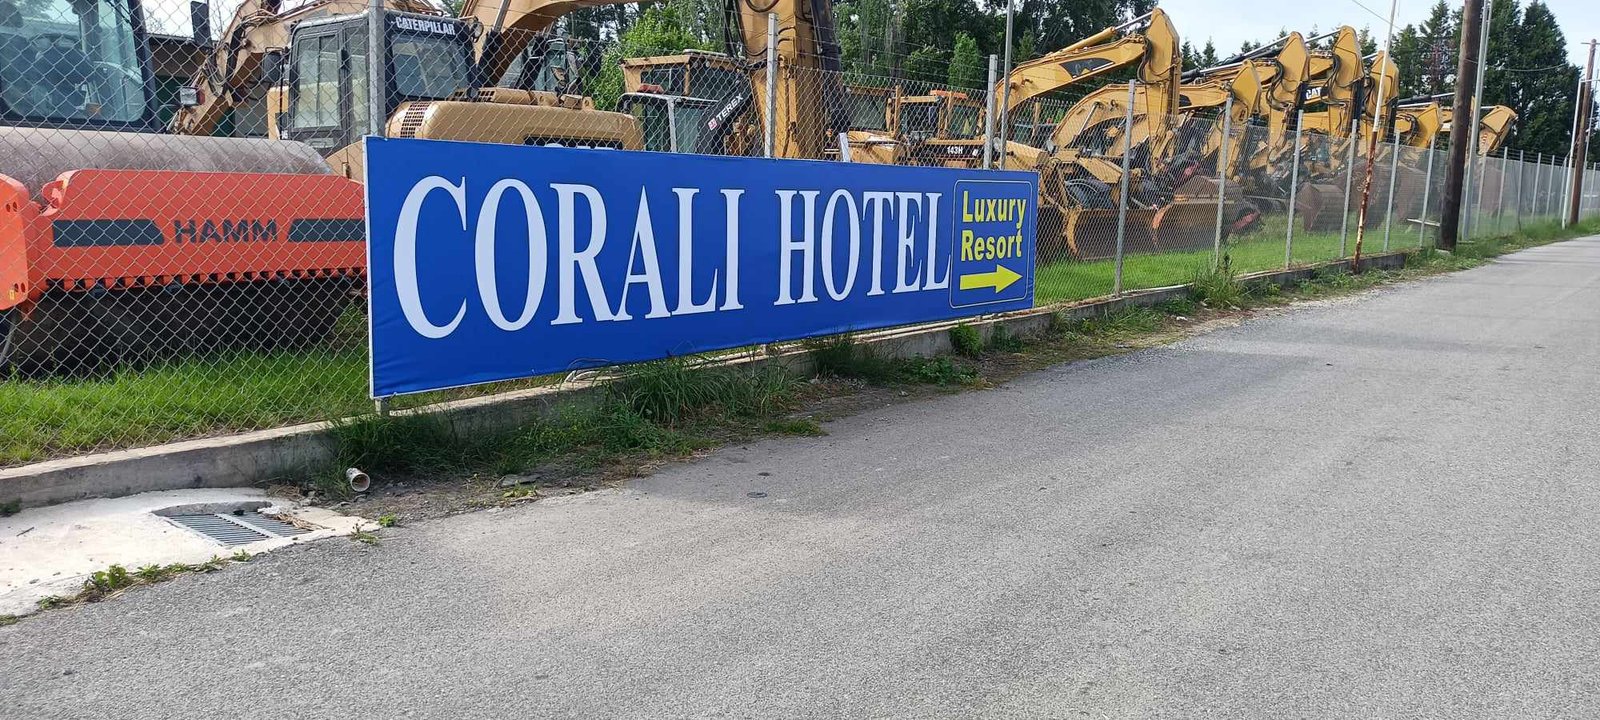 CATERPILLAR
TEREX
143H
CAT
HAMM
CORALI HOTEL
Luxury
Resort